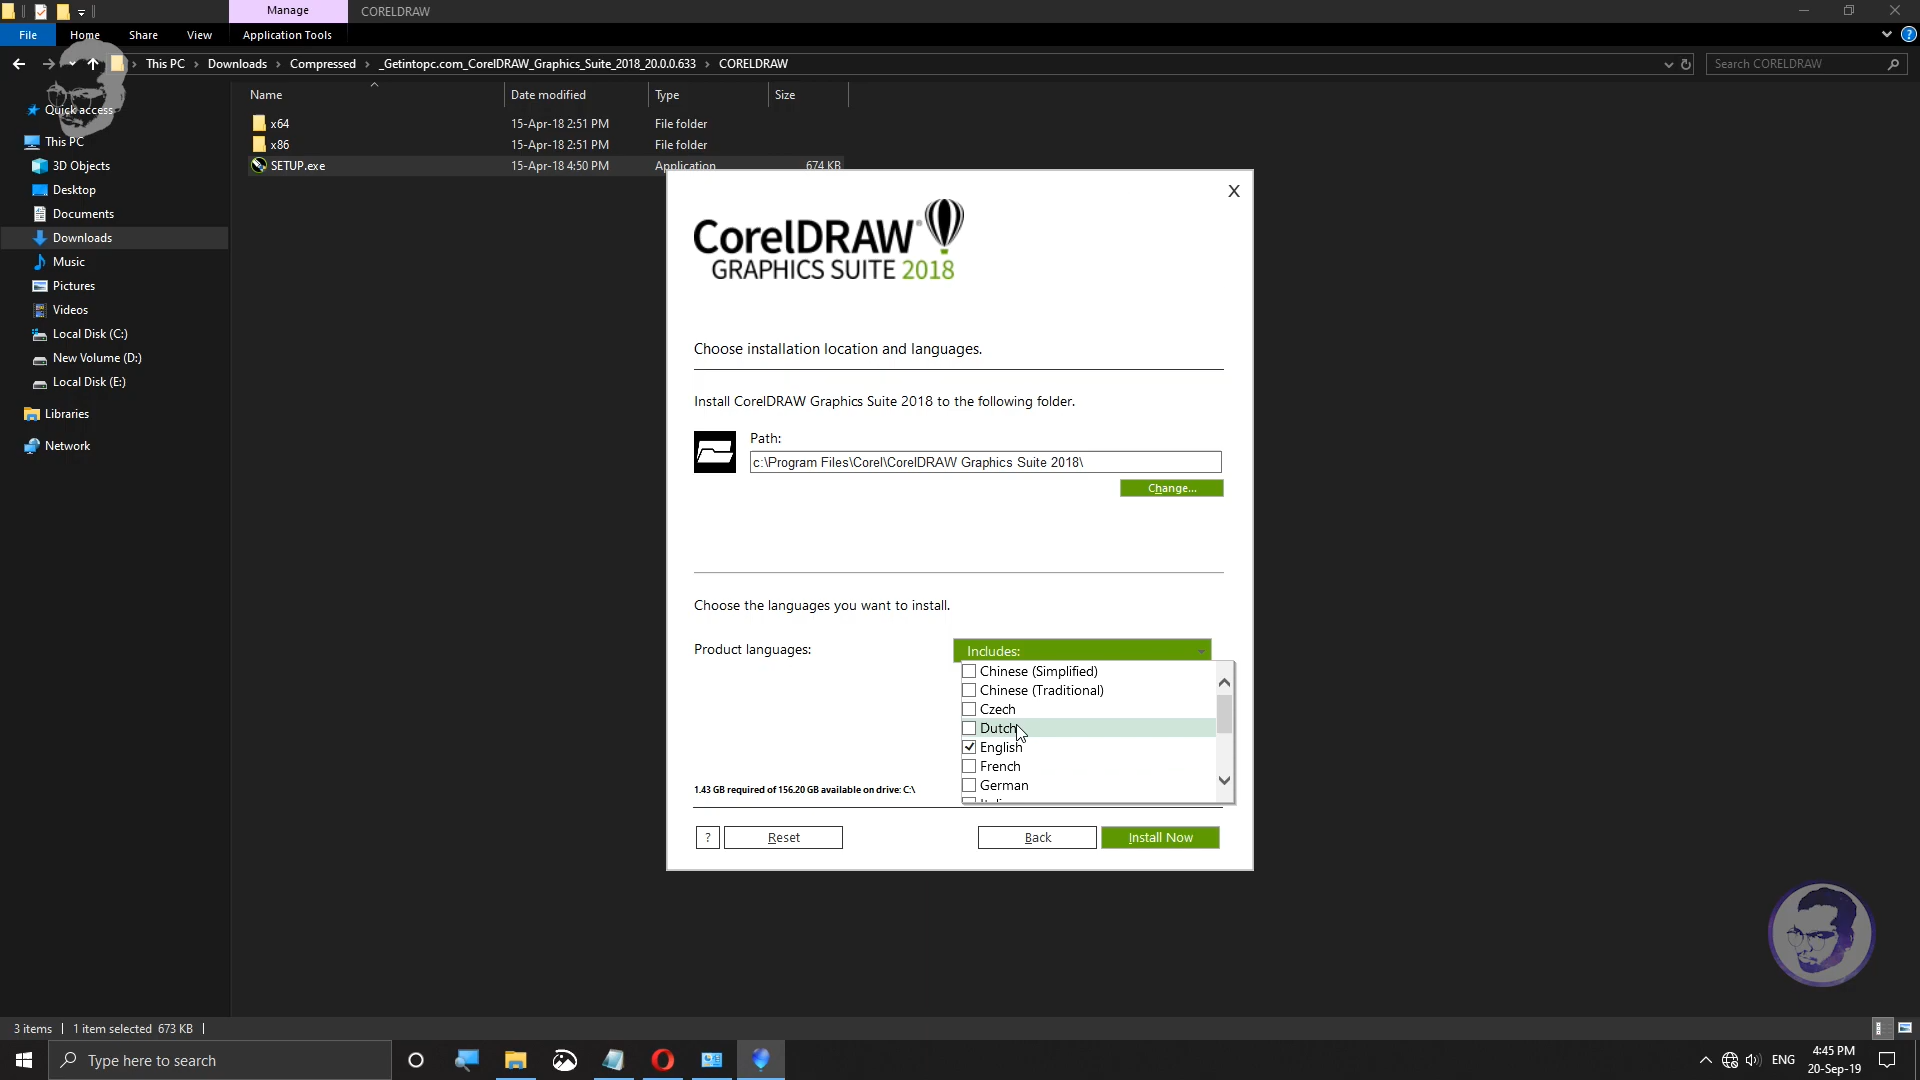 Manage
CORELDRAW
File
Home
Share
View
Application Tools
This PC > Downloads > Compressed > _Getintopc.com_CorelDRAW_Graphics_Suite_2018_20.0.0.633 > CORELDRAW
Search CORELDRAW
Name
Date modified
Type
Size
x64
15-Apr-18 2:51 PM
File folder
x86
15-Apr-18 2:51 PM
File folder
SETUP.exe
15-Apr-18 4:50 PM
Application
674 KB
Quick access
This PC
3D Objects
Desktop
Documents
Downloads
Music
Pictures
Videos
Local Disk (C:)
New Volume (D:)
Local Disk (E:)
Libraries
Network
X
CorelDRAW®
GRAPHICS SUITE 2018
Choose installation location and languages.
Install CorelDRAW Graphics Suite 2018 to the following folder.
Path:
c:\Program Files\Corel\CorelDRAW Graphics Suite 2018\
Change...
Choose the languages you want to install.
Product languages:
Includes:
Chinese (Simplified)
Chinese (Traditional)
Czech
Dutch
English
French
German
1.43 GB required of 156.20 GB available on drive: C:\
?
Reset
Back
Install Now
3 items
1 item selected 673 KB
Type here to search
ENG
4:45 PM
20-Sep-19